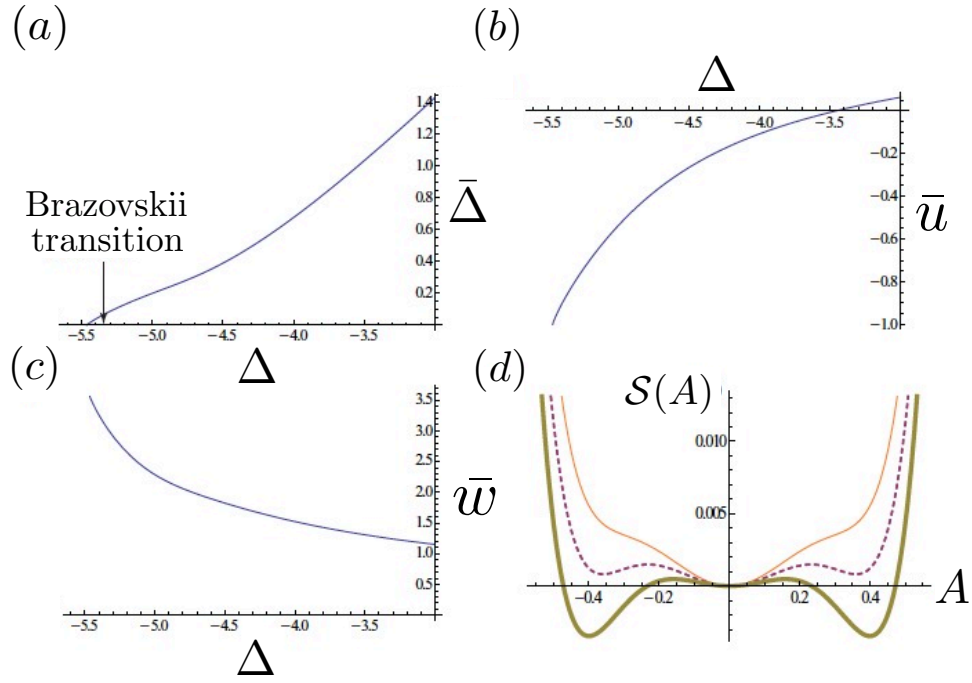 (a)
1.4
1.2
1.0
0.8
0.6
0.4
0.2
Δ̄
Brazovskii
transition
−5.5
−5.0
−4.5
−4.0
−3.5
Δ
(b)
Δ
−5.5
−5.0
−4.5
−4.0
−3.5
−0.2
−0.4
−0.6
−0.8
−1.0
ū
(c)
3.5
3.0
2.5
2.0
1.5
1.0
0.5
w̄
−5.5
−5.0
−4.5
−4.0
−3.5
Δ
(d)
𝒮(A)
0.010
0.005
−0.4
−0.2
0.2
0.4
A